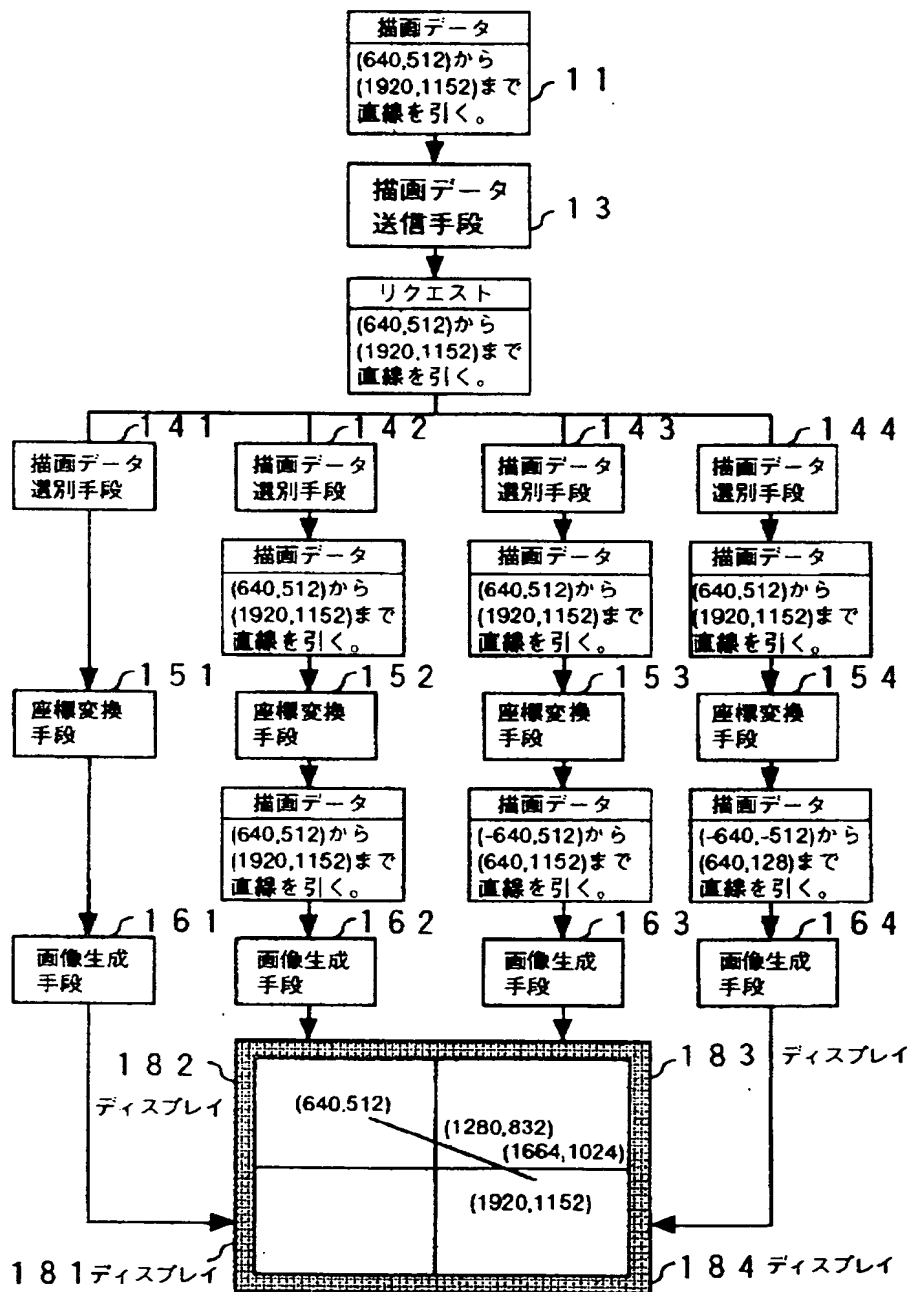 描画データ
(640,512)から
(1920,1152)まで
直線を引く。
11
描画データ
送信手段
13
リクエスト
(640,512)から
(1920,1152)まで
直線を引く。
141
142
143
144
描画データ
選別手段
描画データ
選別手段
描画データ
選別手段
描画データ
選別手段
描画データ
(640,512)から
(1920,1152)まで
直線を引く。
描画データ
(640,512)から
(1920,1152)まで
直線を引く。
描画データ
(640,512)から
(1920,1152)まで
直線を引く。
151
152
153
154
座標変換
手段
座標変換
手段
座標変換
手段
座標変換
手段
描画データ
(640,512)から
(1920,1152)まで
直線を引く。
描画データ
(-640,512)から
(640,1152)まで
直線を引く。
描画データ
(-640,-512)から
(640,128)まで
直線を引く。
161
162
163
164
画像生成
手段
画像生成
手段
画像生成
手段
画像生成
手段
182
ディスプレイ
183 ディスプレイ
(640.512)
(1280,832)
(1664,1024)
(1920,1152)
181ディスプレイ
184 ディスプレイ